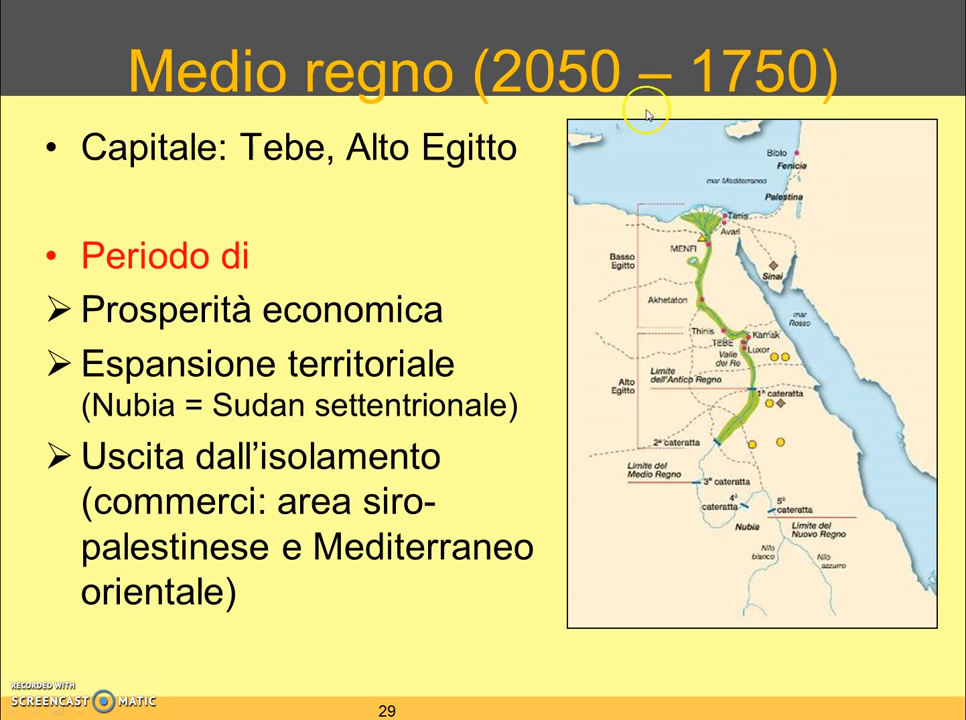 Medio regno (2050 – 1750)
• Capitale: Tebe, Alto Egitto
• Periodo di
➢ Prosperità economica
➢ Espansione territoriale
(Nubia = Sudan settentrionale)
➢ Uscita dall’isolamento
(commerci: area siro-
palestinese e Mediterraneo
orientale)
Biblo
Fenicia
mar Mediterraneo
Palestina
Tanis
Avari
MENFI
Basso
Egitto
Sinai
Akhetaton
mar
Rosso
Thinis
Karnak
TEBE
Luxor
Valle
dei Re
Limite
dell'Antico Regno
Alto
Egitto
1ª cateratta
2ª cateratta
Limite del
Medio Regno
3ª cateratta
4ª
cateratta
5ª
cateratta
Nubia
Limite del
Nuovo Regno
Nilo
bianco
Nilo
azzurro
RECORDED WITH
SCREENCAST MATIC
29